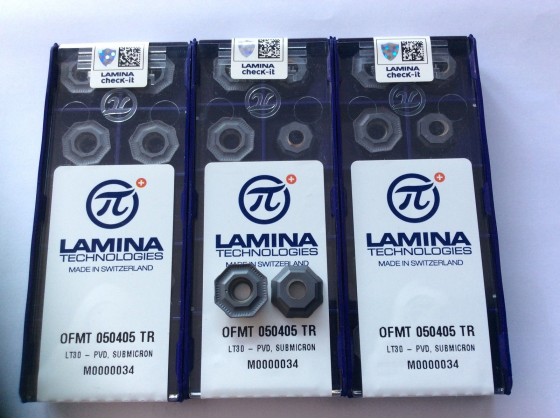 LAMINA
checK-it
LAMINA
checK-it
LAMINA
checK-it
π
LAMINA
TECHNOLOGIES
MADE IN SWITZERLAND
OFMT 050405 TR
LT30 - PVD, SUBMICRON
M0000034
π
LAMINA
TECHNOLOGIES
MADE IN SWITZERLAND
OFMT 050405 TR
LT30 - PVD, SUBMICRON
M0000034
π
LAMINA
TECHNOLOGIES
MADE IN SWITZERLAND
OFMT 050405 TR
LT30 - PVD, SUBMICRON
M0000034